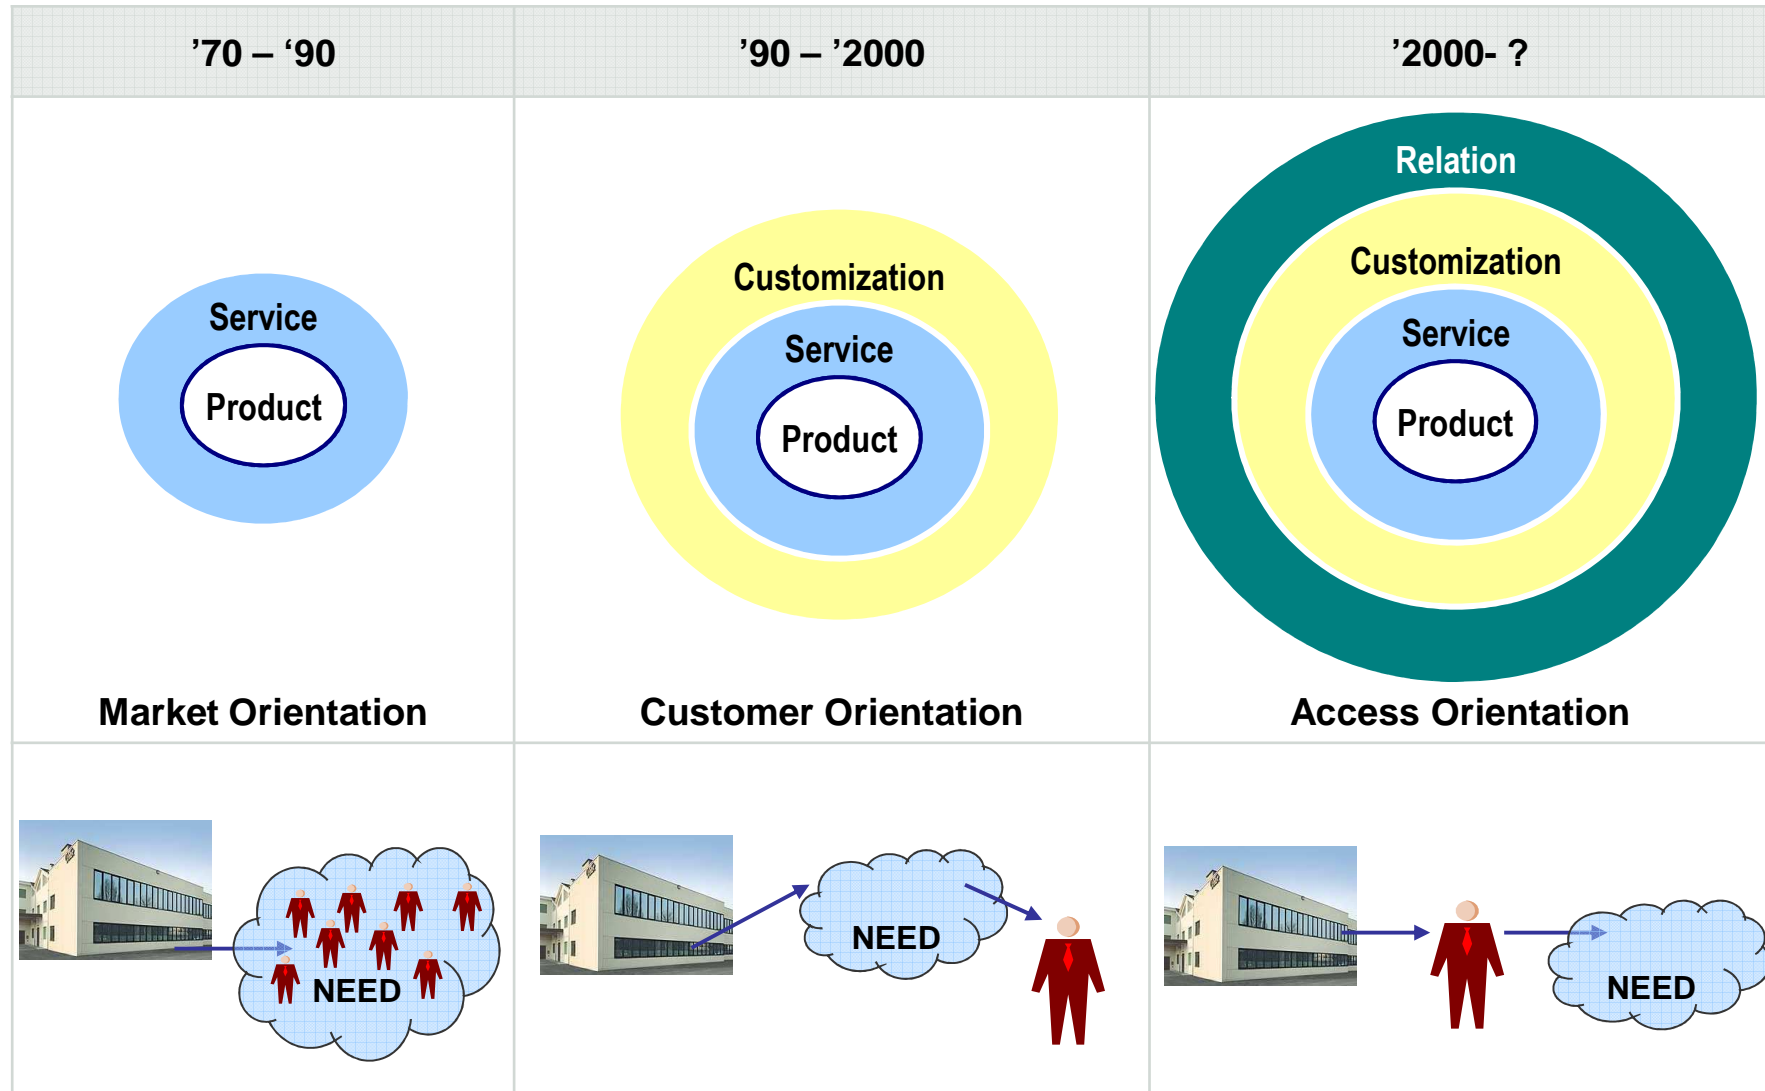 ’70 – ‘90
’90 – ’2000
’2000- ?
Service
Product
Market Orientation
Customization
Service
Product
Customer Orientation
Relation
Customization
Service
Product
Access Orientation
NEED
NEED
NEED